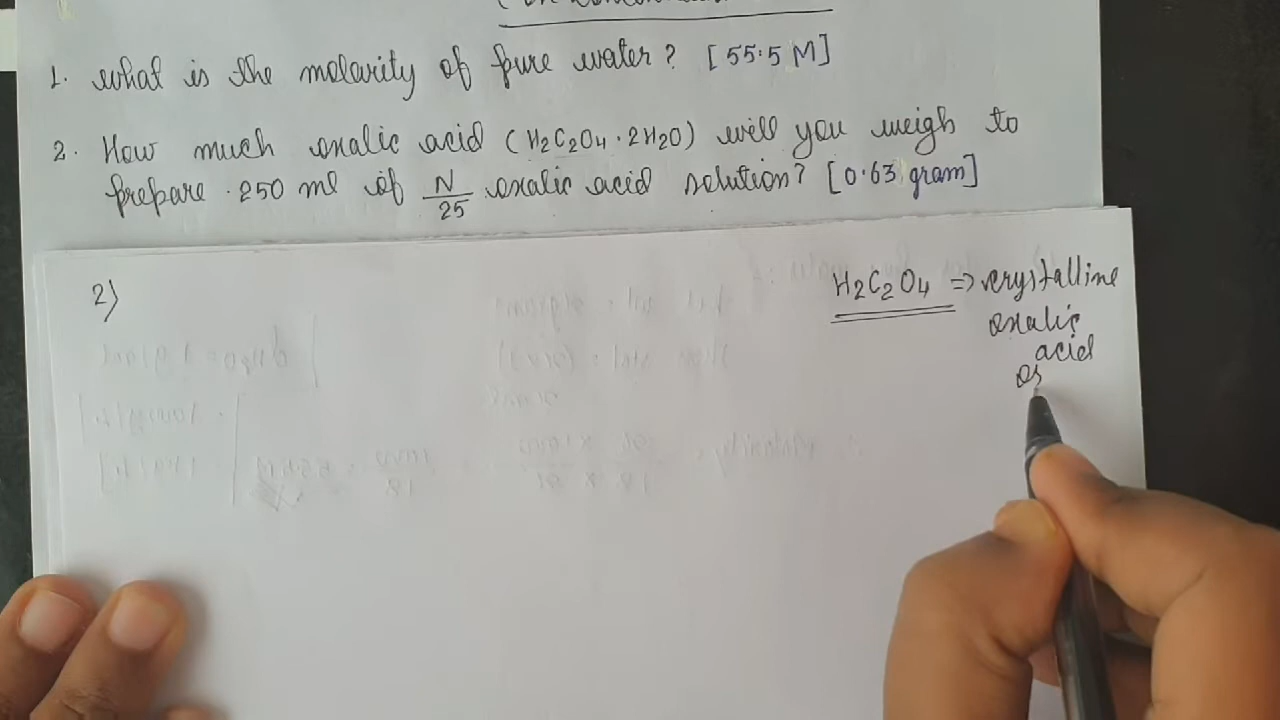 1. What is the molarity of pure water? [55.5 M]
2. How much oxalic acid (H₂C₂O₄·2H₂O) will you weigh to
prepare 250 ml of N/25 oxalic acid solution? [0.63 gram]
2)
H₂C₂O₄ ⇒ crystalline
oxalic
acid